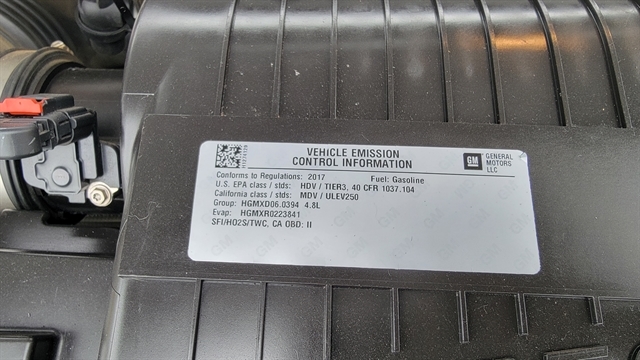 VEHICLE EMISSION
CONTROL INFORMATION
GM
GENERAL
MOTORS
LLC
Conforms to Regulations: 2017 Fuel: Gasoline
U.S. EPA class / stds: HDV / TIER3, 40 CFR 1037.104
California class / stds: MDV / ULEV250
Group: HGMXD06.0394 4.8L
Evap: HGMXR0223841
SFI/HO2S/TWC, CA OBD: II